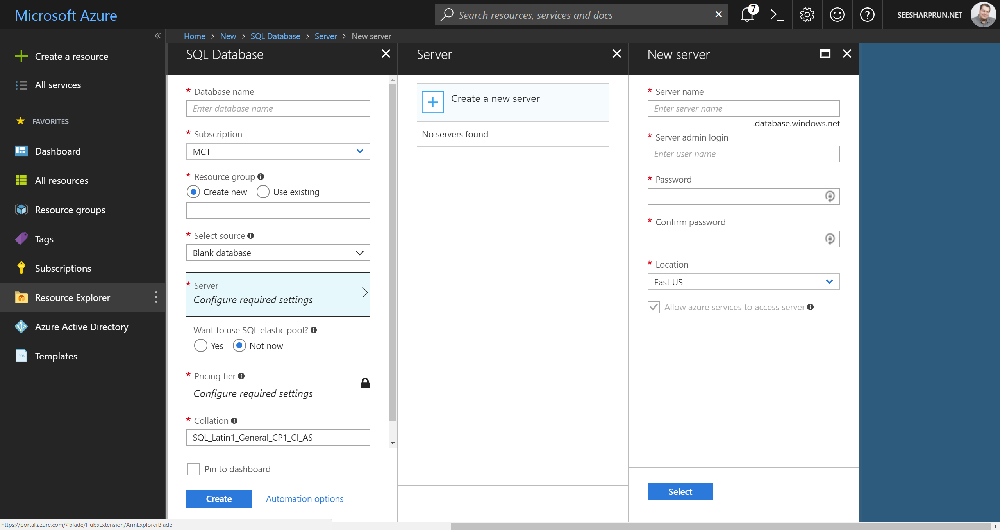 Microsoft Azure
Search resources, services and docs
7
SEESHARPRUN.NET
Home > New > SQL Database > Server > New server
Create a resource
All services
FAVORITES
Dashboard
All resources
Resource groups
Tags
Subscriptions
Resource Explorer
Azure Active Directory
JSON
Templates
SQL Database
* Database name
Enter database name
* Subscription
MCT
* Resource group
Create new
Use existing
* Select source
Blank database
* Server
Configure required settings
Want to use SQL elastic pool?
Yes
Not now
* Pricing tier
Configure required settings
* Collation
SQL_Latin1_General_CP1_CI_AS
Pin to dashboard
Create
Automation options
Server
Create a new server
No servers found
New server
* Server name
Enter server name
.database.windows.net
* Server admin login
Enter user name
* Password
* Confirm password
* Location
East US
Allow azure services to access server
Select
https://portal.azure.com/#blade/HubsExtension/ArmExplorerBlade